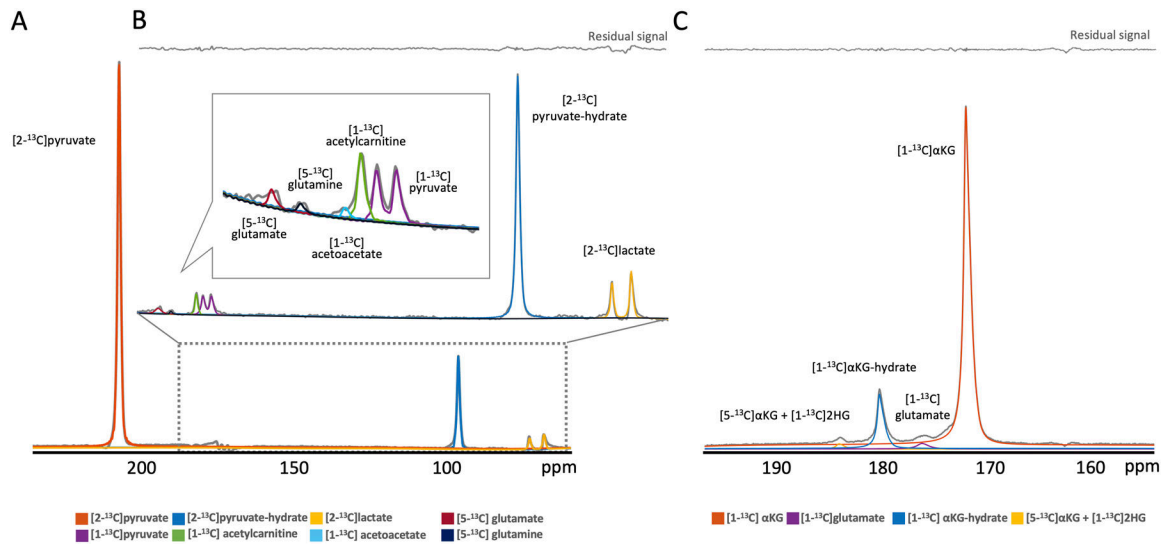 A
B
C
Residual signal
Residual signal
[2-¹³C]pyruvate
[2-¹³C]
pyruvate-hydrate
[1-¹³C]
acetylcarnitine
[5-¹³C]
glutamine
[1-¹³C]
pyruvate
[5-¹³C]
glutamate
[1-¹³C]
acetoacetate
[2-¹³C]lactate
[1-¹³C]αKG
[1-¹³C]αKG-hydrate
[5-¹³C]αKG + [1-¹³C]2HG
[1-¹³C]
glutamate
200
150
100
ppm
190
180
170
160
ppm
[2-¹³C]pyruvate
[2-¹³C]pyruvate-hydrate
[2-¹³C]lactate
[5-¹³C] glutamate
[1-¹³C]pyruvate
[1-¹³C] acetylcarnitine
[1-¹³C] acetoacetate
[5-¹³C] glutamine
[1-¹³C] αKG
[1-¹³C]glutamate
[1-¹³C] αKG-hydrate
[5-¹³C]αKG + [1-¹³C]2HG